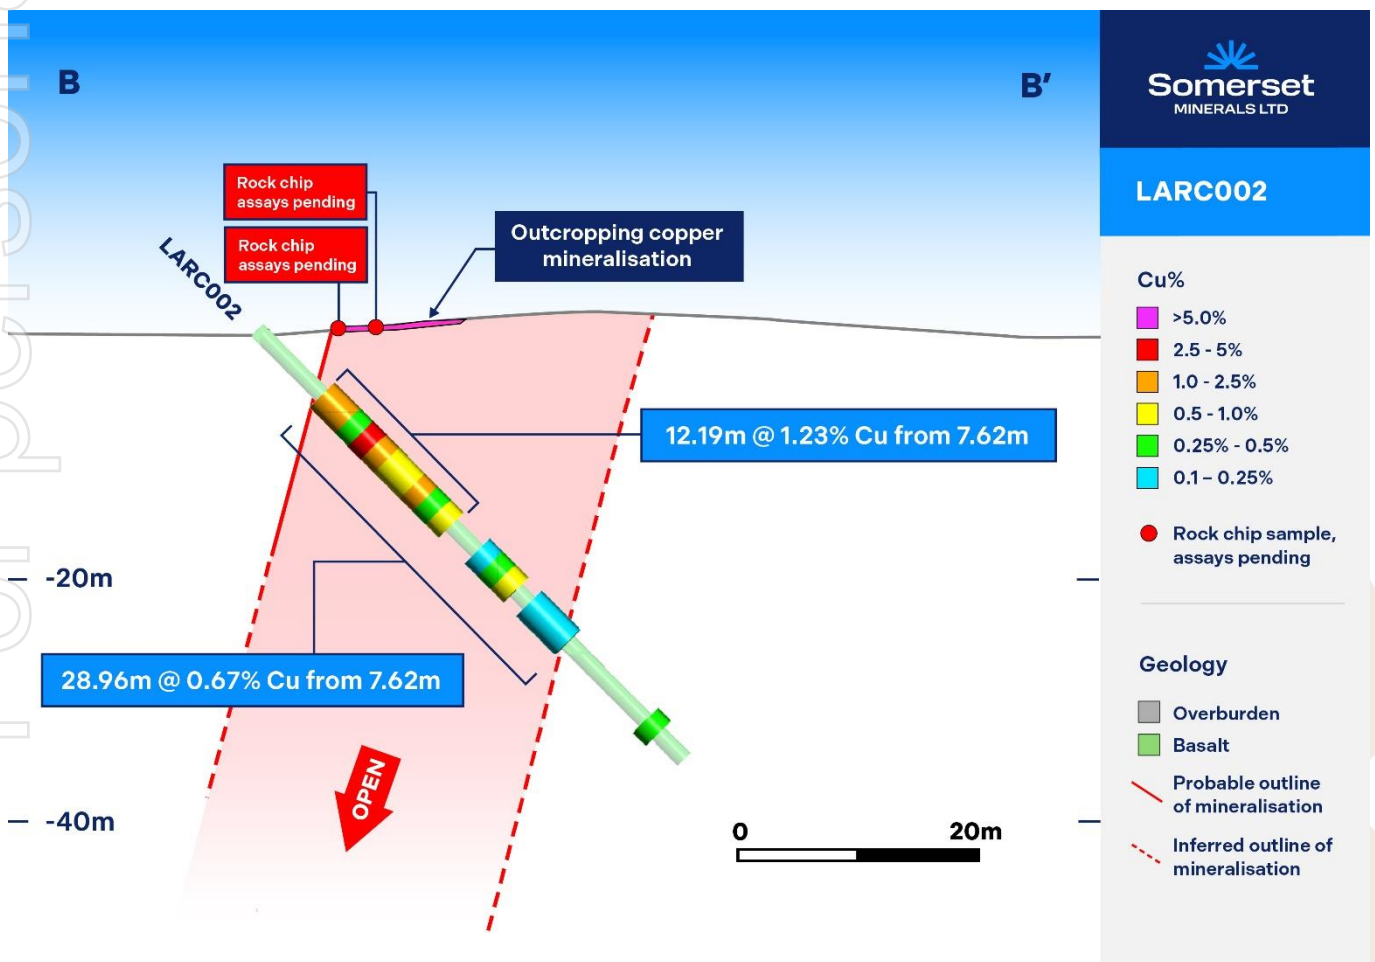 B
B′
Rock chip
assays pending
Rock chip
assays pending
LARC002
Outcropping copper
mineralisation
12.19m @ 1.23% Cu from 7.62m
28.96m @ 0.67% Cu from 7.62m
-20m
-40m
OPEN
0
20m
Somerset
MINERALS LTD
LARC002
Cu%
>5.0%
2.5 - 5%
1.0 - 2.5%
0.5 - 1.0%
0.25% - 0.5%
0.1 – 0.25%
Rock chip sample,
assays pending
Geology
Overburden
Basalt
Probable outline
of mineralisation
Inferred outline of
mineralisation